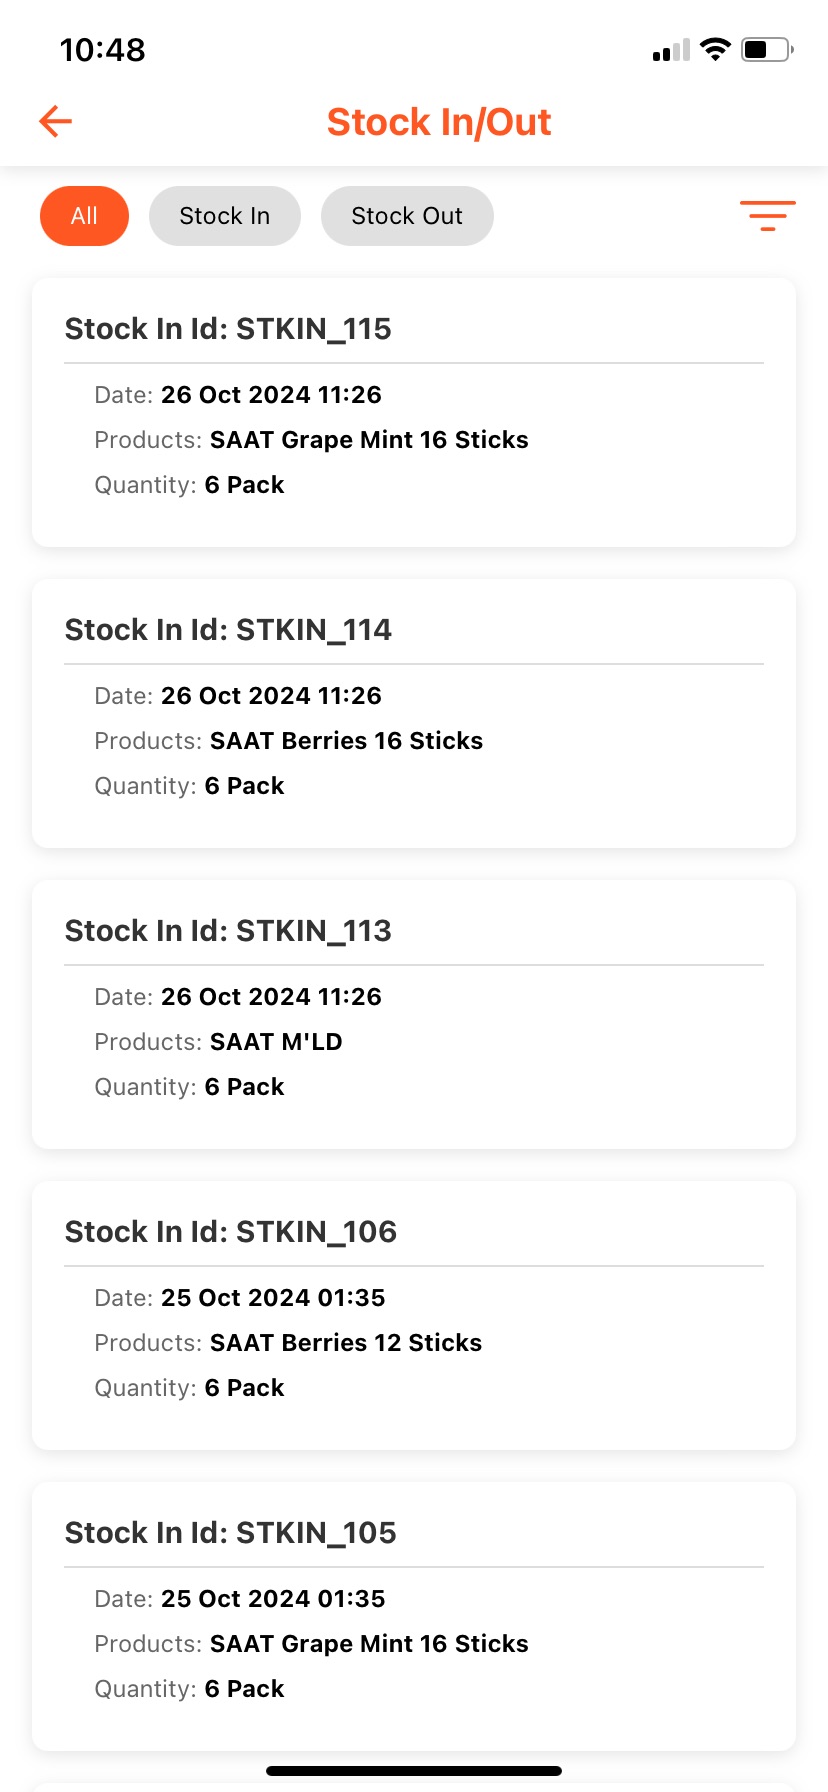 10:48
Stock In/Out
All
Stock In
Stock Out
Stock In Id: STKIN_115
Date: 26 Oct 2024 11:26
Products: SAAT Grape Mint 16 Sticks
Quantity: 6 Pack
Stock In Id: STKIN_114
Date: 26 Oct 2024 11:26
Products: SAAT Berries 16 Sticks
Quantity: 6 Pack
Stock In Id: STKIN_113
Date: 26 Oct 2024 11:26
Products: SAAT M'LD
Quantity: 6 Pack
Stock In Id: STKIN_106
Date: 25 Oct 2024 01:35
Products: SAAT Berries 12 Sticks
Quantity: 6 Pack
Stock In Id: STKIN_105
Date: 25 Oct 2024 01:35
Products: SAAT Grape Mint 16 Sticks
Quantity: 6 Pack